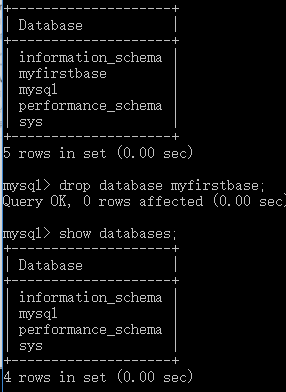 +--------------------+
| Database           |
+--------------------+
| information_schema |
| myfirstbase        |
| mysql              |
| performance_schema |
| sys                |
+--------------------+
5 rows in set (0.00 sec)
mysql> drop database myfirstbase;
Query OK, 0 rows affected (0.00 sec)
mysql> show databases;
+--------------------+
| Database           |
+--------------------+
| information_schema |
| mysql              |
| performance_schema |
| sys                |
+--------------------+
4 rows in set (0.00 sec)